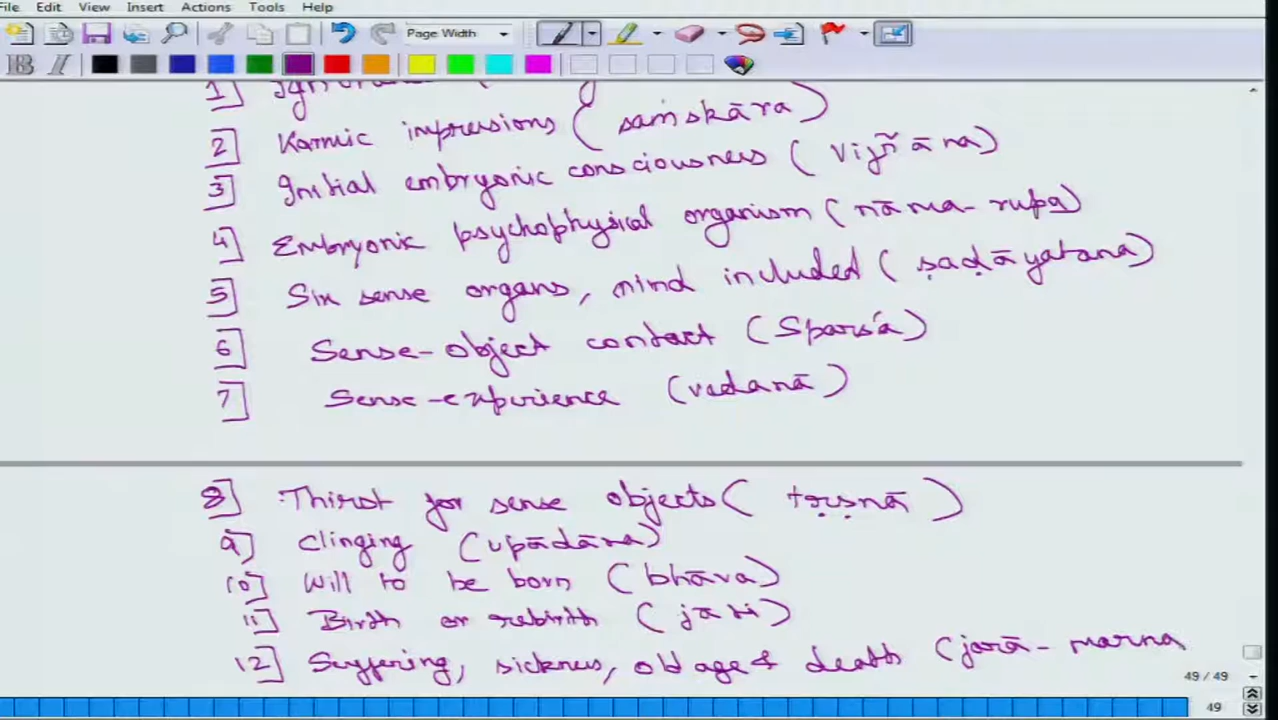 File Edit View Insert Actions Tools Help
Page Width
1]
2] Karmic impressions (saṁskāra)
3] Initial embryonic consciousness (vijñāna)
4] Embryonic psychophysical organism (nāma-rupa)
5] Six sense organs, mind included (ṣaḍāyatana)
6] Sense-object contact (Sparśa)
7] Sense-experience (vedanā)
8] Thirst for sense objects (tṛṣnā)
9] Clinging (upādāna)
10] Will to be born (bhāva)
11] Birth or rebirth (jāti)
12] Suffering, sickness, old age & death (jarā-marna
49 / 49
49